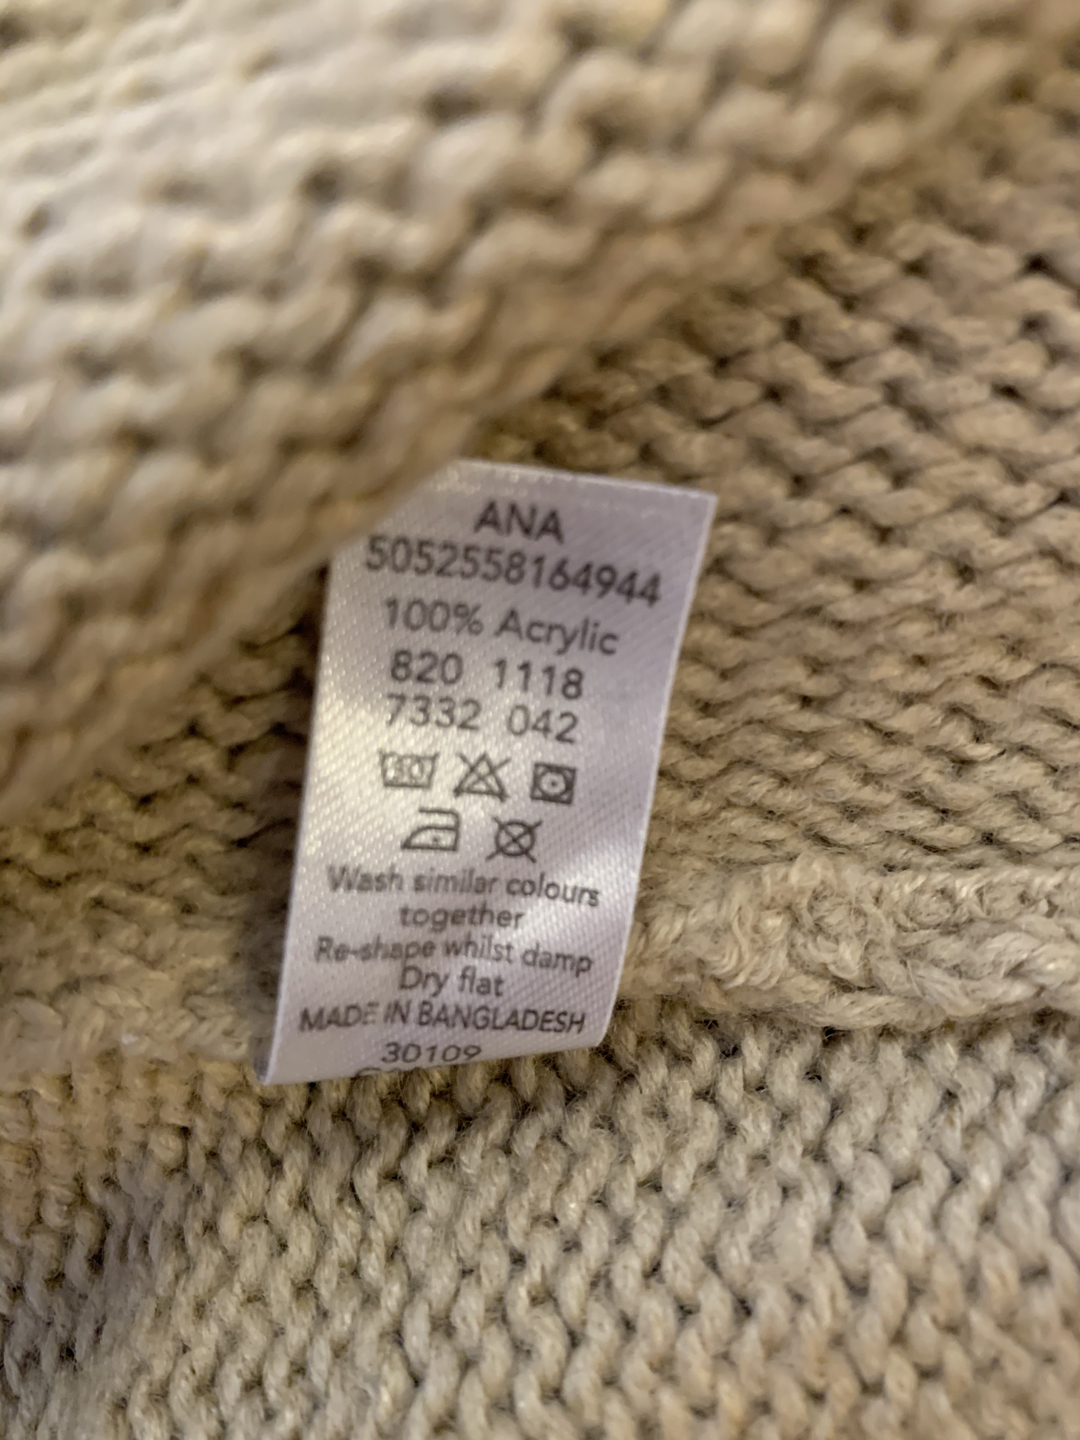 ANA
5052558164944
100% Acrylic
820 1118
7332 042
30
Wash similar colours
together
Re-shape whilst damp
Dry flat
MADE IN BANGLADESH
30109